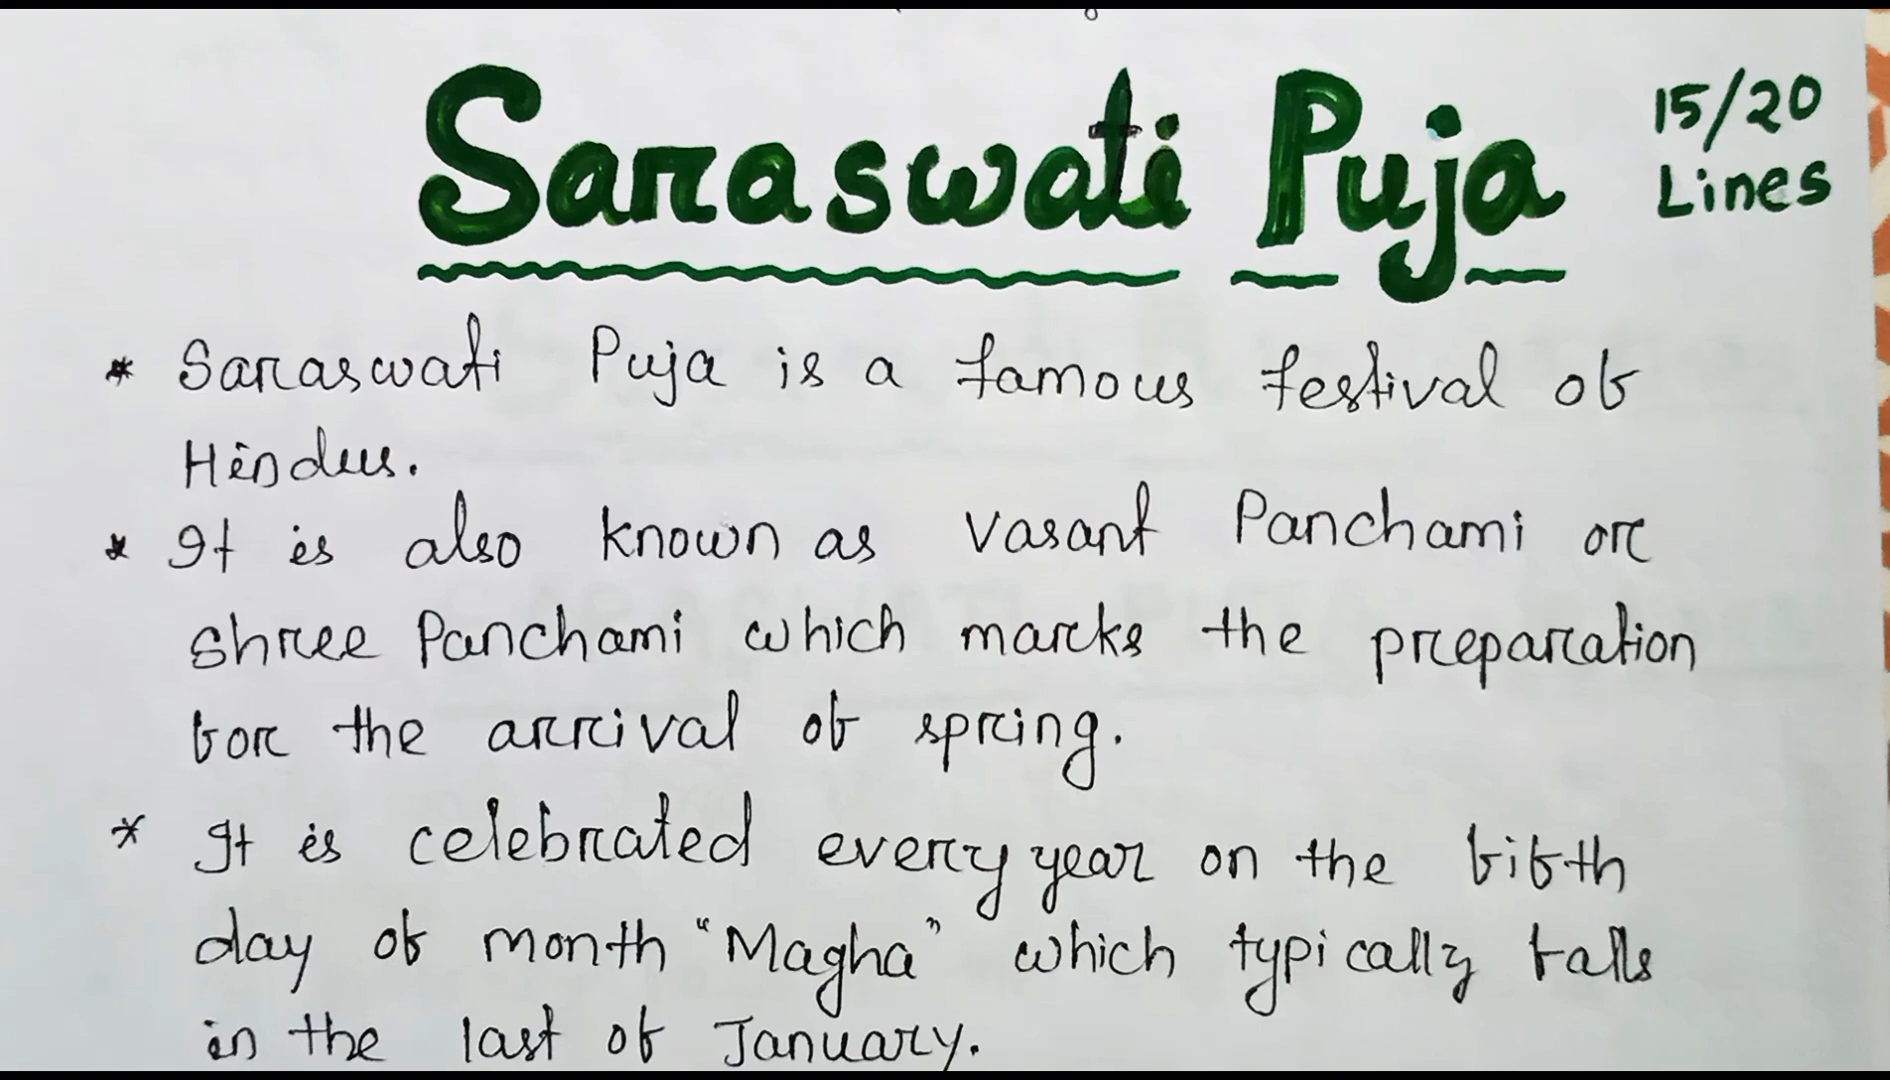 Saraswati Puja
15/20
Lines
* Saraswati Puja is a famous festival of
Hindus.
* It is also known as Vasant Panchami or
Shree Panchami which marks the preparation
for the arrival of spring.
* It is celebrated every year on the fifth
day of month "Magha" which typically falls
in the last of January.